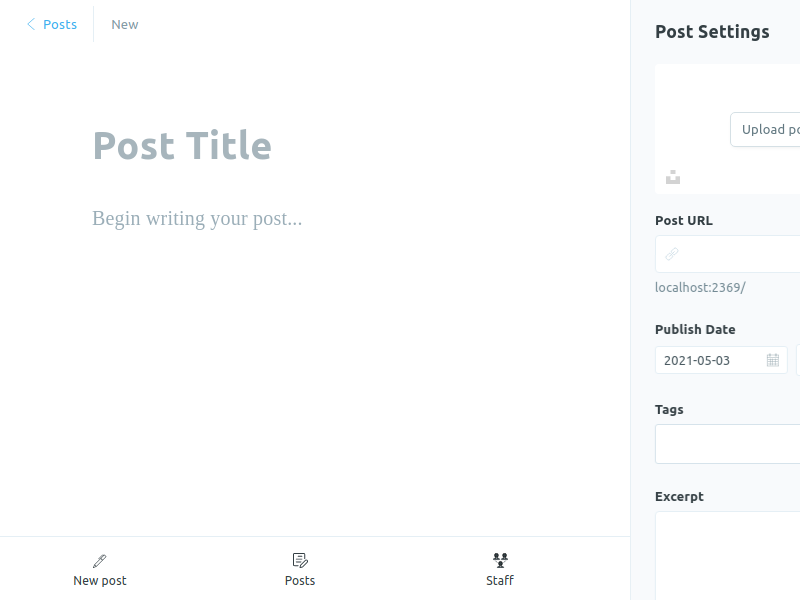 Posts
New
Post Title
Begin writing your post...
New post
Posts
Staff
Post Settings
Upload po
Post URL
localhost:2369/
Publish Date
2021-05-03
Tags
Excerpt